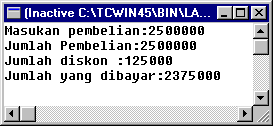 (Inactive C:\TCWIN45\BIN\LA...
Masukan pembelian:2500000
Jumlah Pembelian:2500000
Jumlah diskon :125000
Jumlah yang dibayar:2375000